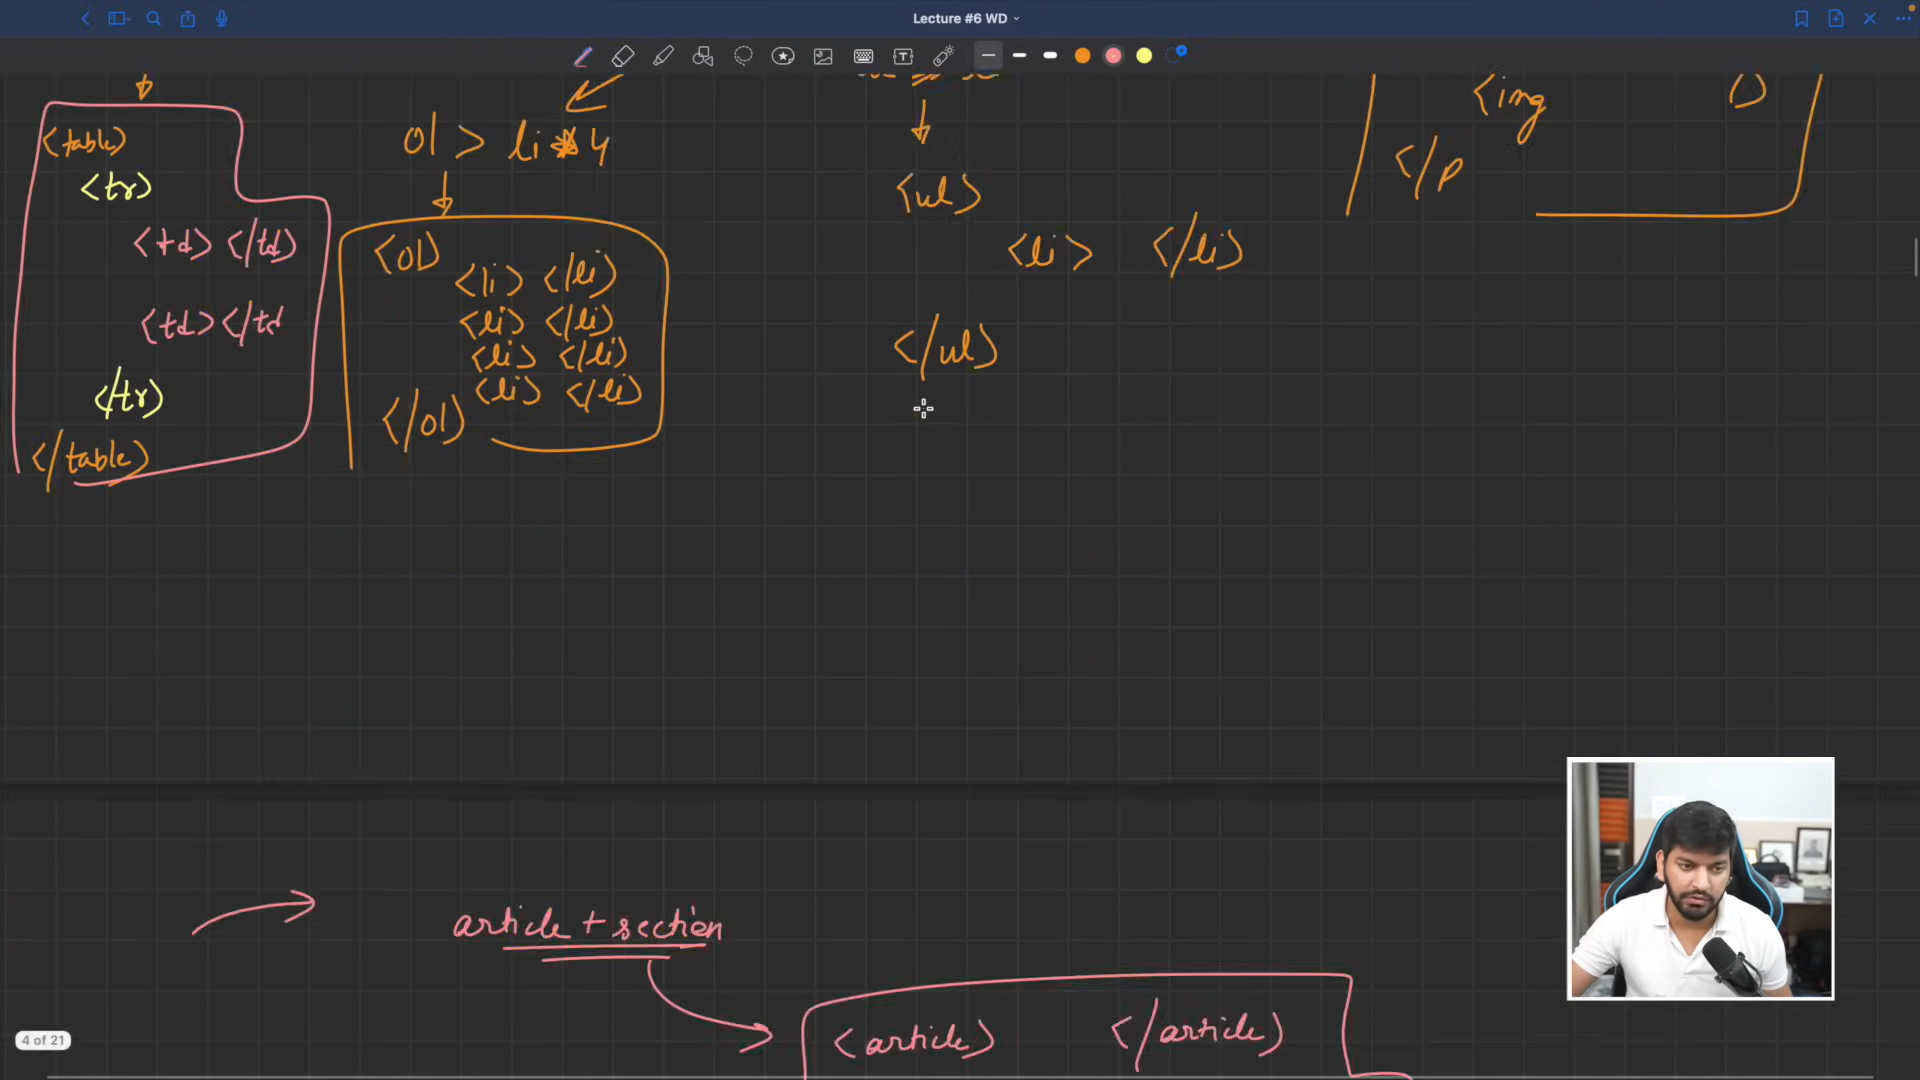 Lecture #6 WD
<table>
<tr>
<td> </td>
<td></td
</tr>
</table>
ol > li*4
<ol>
<li> </li>
<li> </li>
<li> </li>
<li> </li>
</ol>
<ul>
<li> </li>
</ul>
<img
</p
article + section
<article> </article>
4 of 21